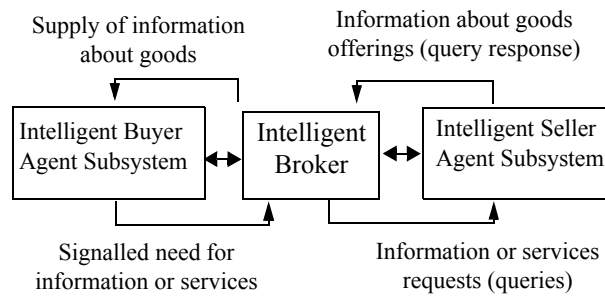 Supply of information
about goods
Information about goods
offerings (query response)
Intelligent Buyer
Agent Subsystem
Intelligent
Broker
Intelligent Seller
Agent Subsystem
Signalled need for
information or services
Information or services
requests (queries)